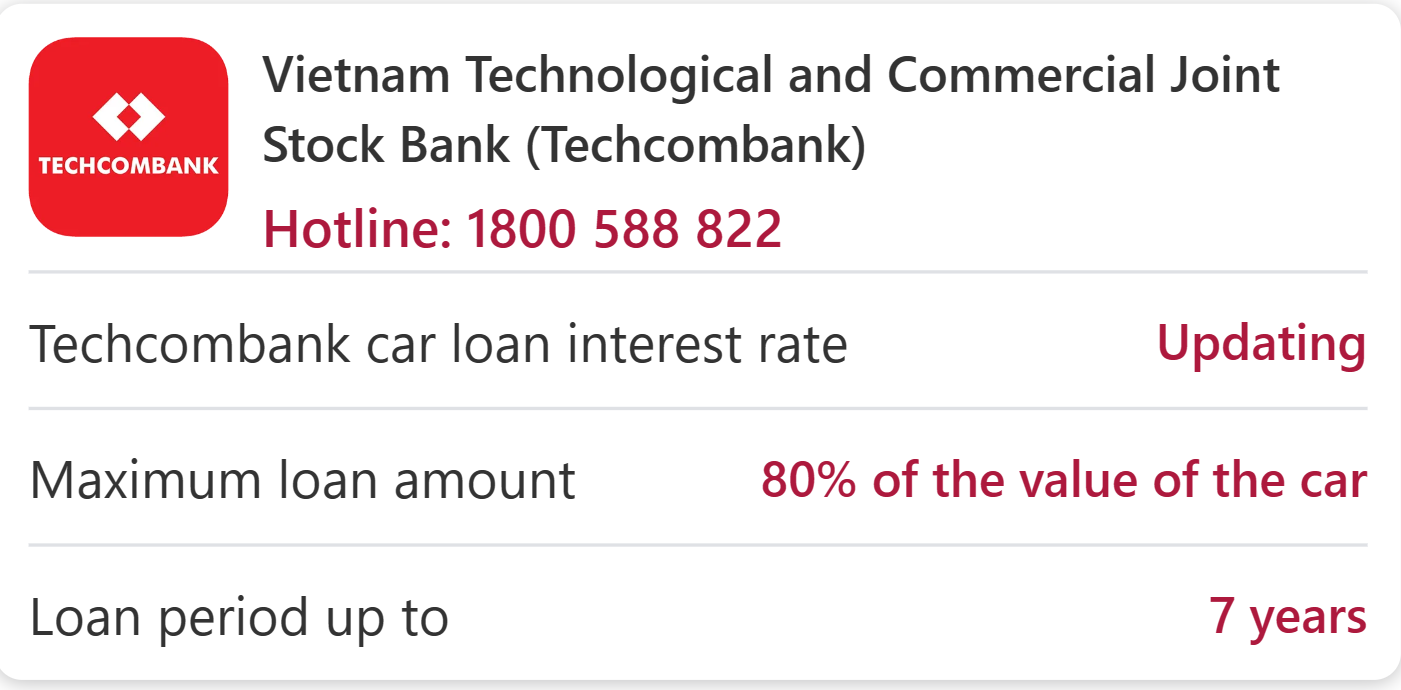 TECHCOMBANK
Vietnam Technological and Commercial Joint
Stock Bank (Techcombank)
Hotline: 1800 588 822
Techcombank car loan interest rate Updating
Maximum loan amount 80% of the value of the car
Loan period up to 7 years